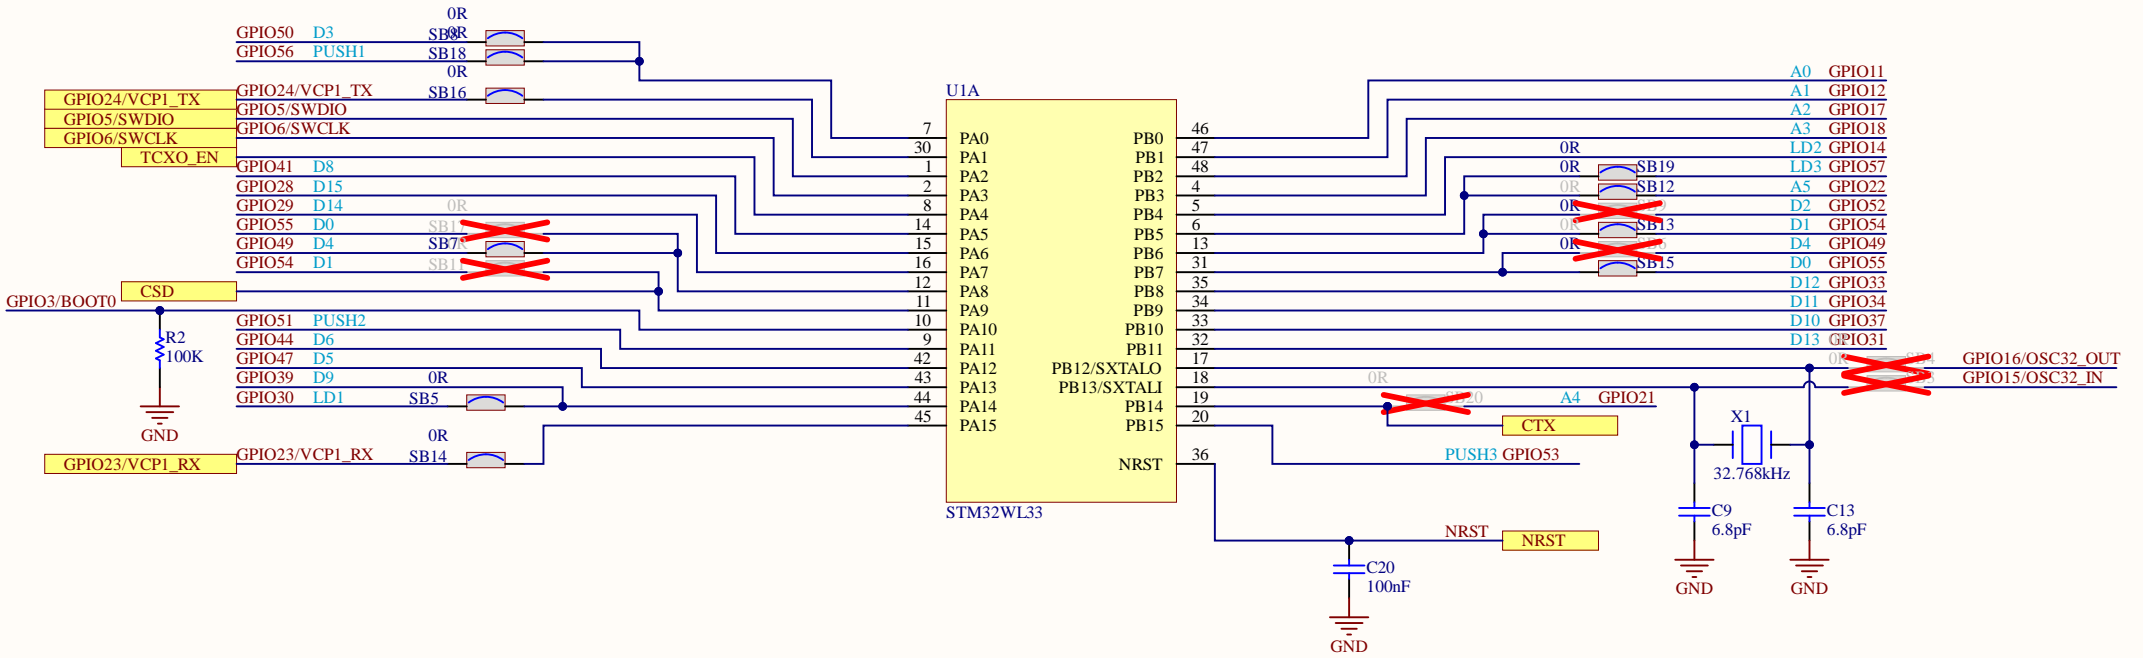 0R
GPIO50 D3 SB8 0R
GPIO56 PUSH1 SB18
0R
GPIO24/VCP1_TX GPIO24/VCP1_TX SB16
GPIO5/SWDIO GPIO5/SWDIO
GPIO6/SWCLK GPIO6/SWCLK
TCXO_EN
GPIO41 D8
GPIO28 D15
GPIO29 D14 0R
GPIO55 D0
GPIO49 D4 SB7
GPIO54 D1 SB11
CSD
GPIO3/BOOT0
GPIO51 PUSH2
R2
100K
GPIO44 D6
GPIO47 D5
GPIO39 D9 0R
GPIO30 LD1 SB5
GND
0R
GPIO23/VCP1_RX GPIO23/VCP1_RX SB14
U1A
7 PA0 PB0 46
30 PA1 PB1 47
1 PA2 PB2 48
2 PA3 PB3 4
8 PA4 PB4 5
14 PA5 PB5 6
15 PA6 PB6 13
16 PA7 PB7 31
12 PA8 PB8 35
11 PA9 PB9 34
10 PA10 PB10 33
9 PA11 PB11 32
42 PA12 PB12/SXTALO 17
43 PA13 PB13/SXTALI 18
44 PA14 PB14 19
45 PA15 PB15 20
NRST 36
STM32WL33
A0 GPIO11
A1 GPIO12
A2 GPIO17
A3 GPIO18
0R LD2 GPIO14
0R SB19 LD3 GPIO57
0R SB12 A5 GPIO22
0R D2 GPIO52
0R SB13 D1 GPIO54
0R D4 GPIO49
SB15 D0 GPIO55
D12 GPIO33
D11 GPIO34
D10 GPIO37
D13 GPIO31
0R GPIO16/OSC32_OUT
0R GPIO15/OSC32_IN
A4 GPIO21
CTX
PUSH3 GPIO53
X1
32.768kHz
C9
6.8pF
C13
6.8pF
GND
GND
NRST NRST
C20
100nF
GND